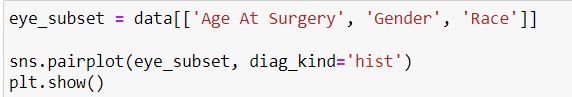 eye_subset = data[['Age At Surgery', 'Gender', 'Race']]
sns.pairplot(eye_subset, diag_kind='hist')
plt.show()